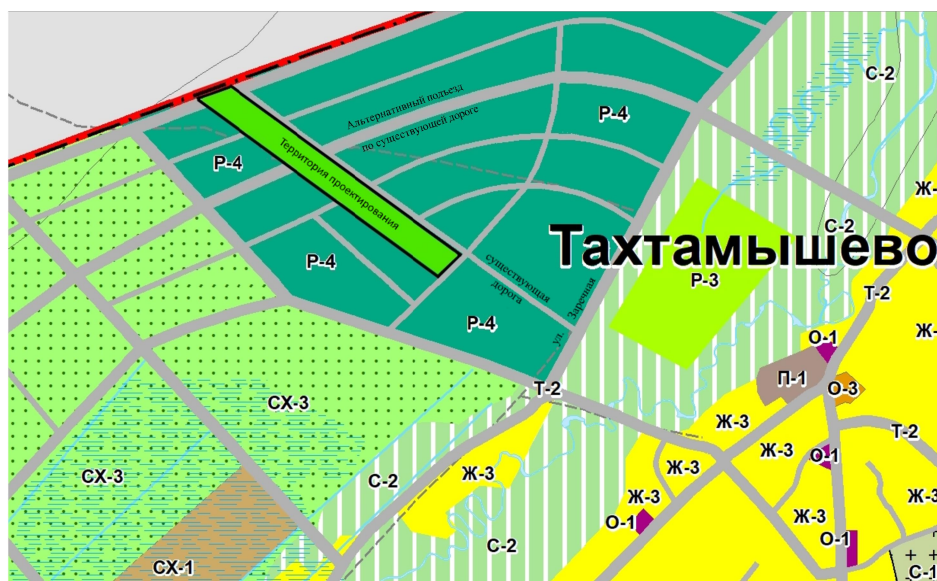 С-2
Альтернативный подъезд
по существующей дороге
Р-4
Р-4
Территория проектирования
Ж-
Тахтамышево
С-2
Р-4
существующая
дорога
Р-3
Т-2
ул. Заречная
Р-4
Ж-
О-1
П-1
О-3
Т-2
СХ-3
Ж-3
Т-2
Ж-3
О-1
Ж-3
СХ-3
С-2
Ж-3
Ж-3
Ж-3
О-1
Ж-3
О-1
С-2
СХ-1
С-1